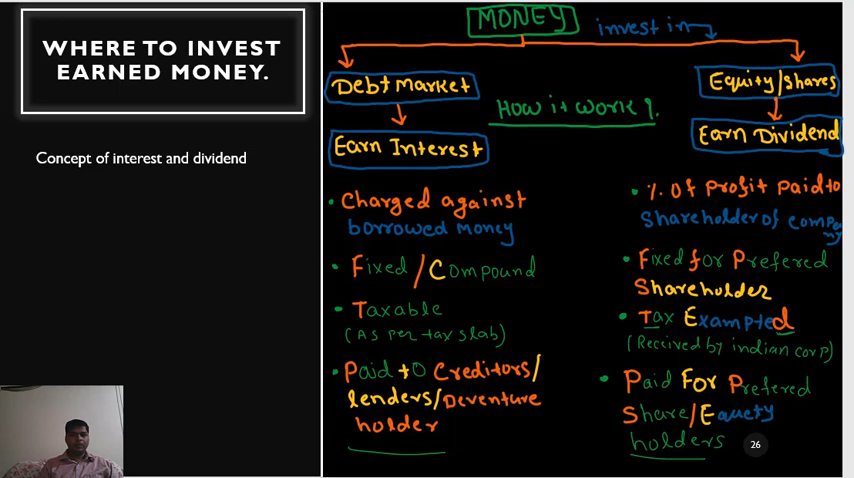 WHERE TO INVEST
EARNED MONEY.
Concept of interest and dividend
MONEY invest in
Debt Market
Equity/Shares
How it work?
Earn Interest
Earn Dividend
• Charged against
borrowed money
• Fixed/Compound
• Taxable
(As per tax slab)
• Paid to Creditors/
lenders/Deventure
holder
• % Of Profit Paid to
Shareholder of company
• Fixed for Prefered
Shareholder
• Tax Exampted
(Received by indian corp)
• Paid For Prefered
Share/Equety
holders
26